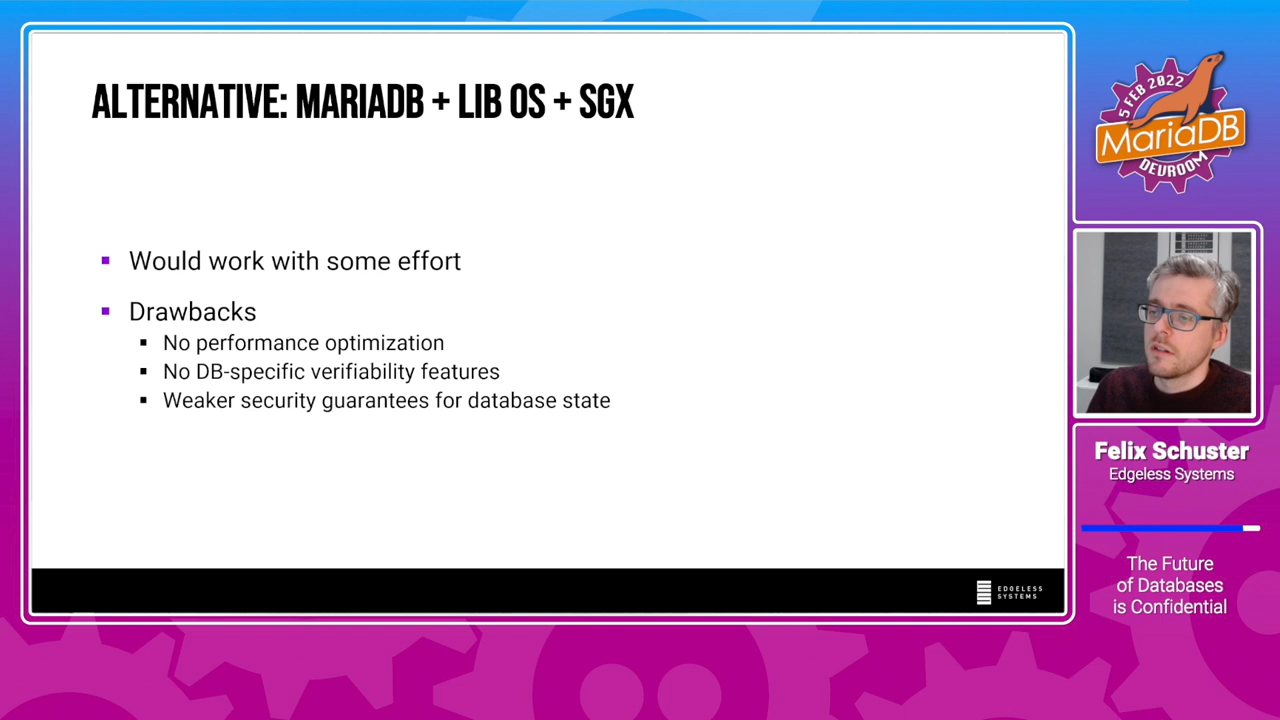 ALTERNATIVE: MARIADB + LIB OS + SGX
Would work with some effort
Drawbacks
No performance optimization
No DB-specific verifiability features
Weaker security guarantees for database state
EDGELESS
SYSTEMS
5 FEB 2022
MariaDB
DEVROOM
Felix Schuster
Edgeless Systems
The Future
of Databases
is Confidential